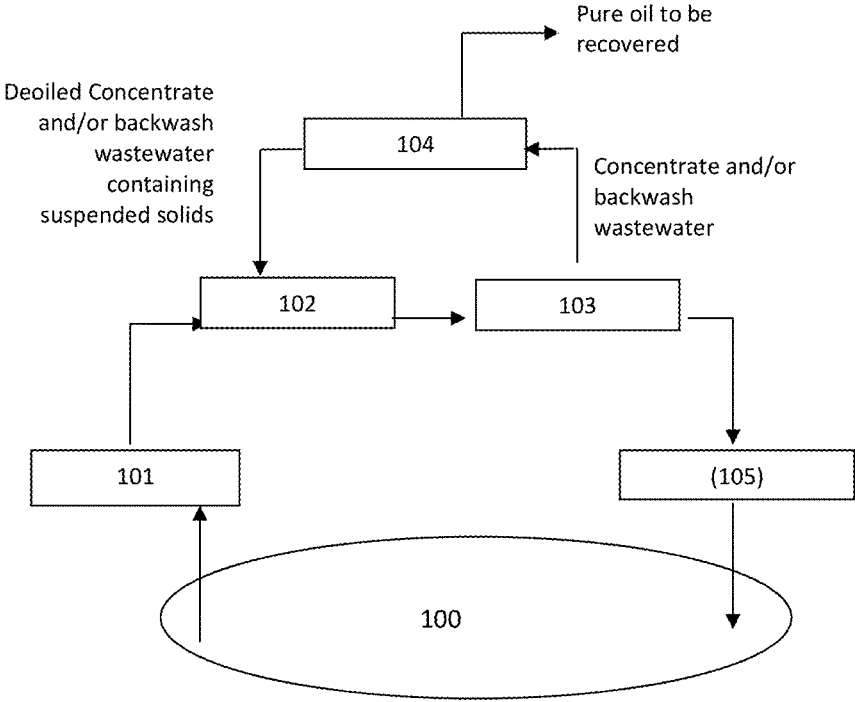 Pure oil to be
recovered
Deoiled Concentrate
and/or backwash
wastewater
containing
suspended solids
104
Concentrate and/or
backwash
wastewater
102
103
101
(105)
100